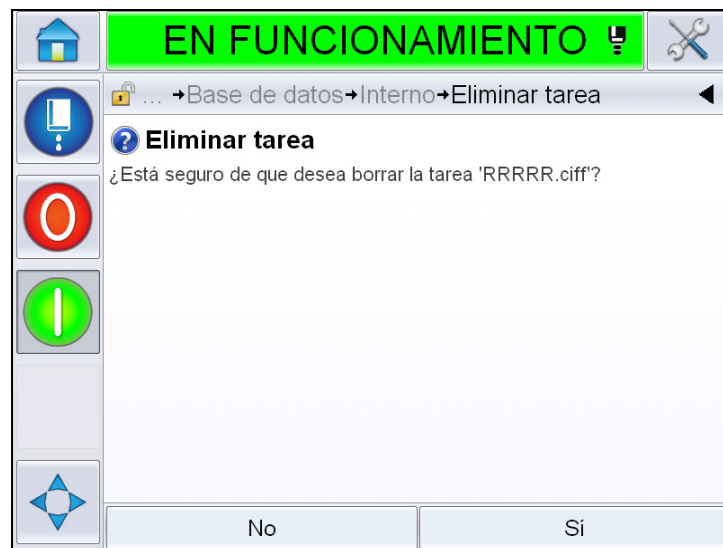 EN FUNCIONAMIENTO
... →Base de datos→Interno→Eliminar tarea
Eliminar tarea
¿Está seguro de que desea borrar la tarea 'RRRRR.ciff'?
No
Si